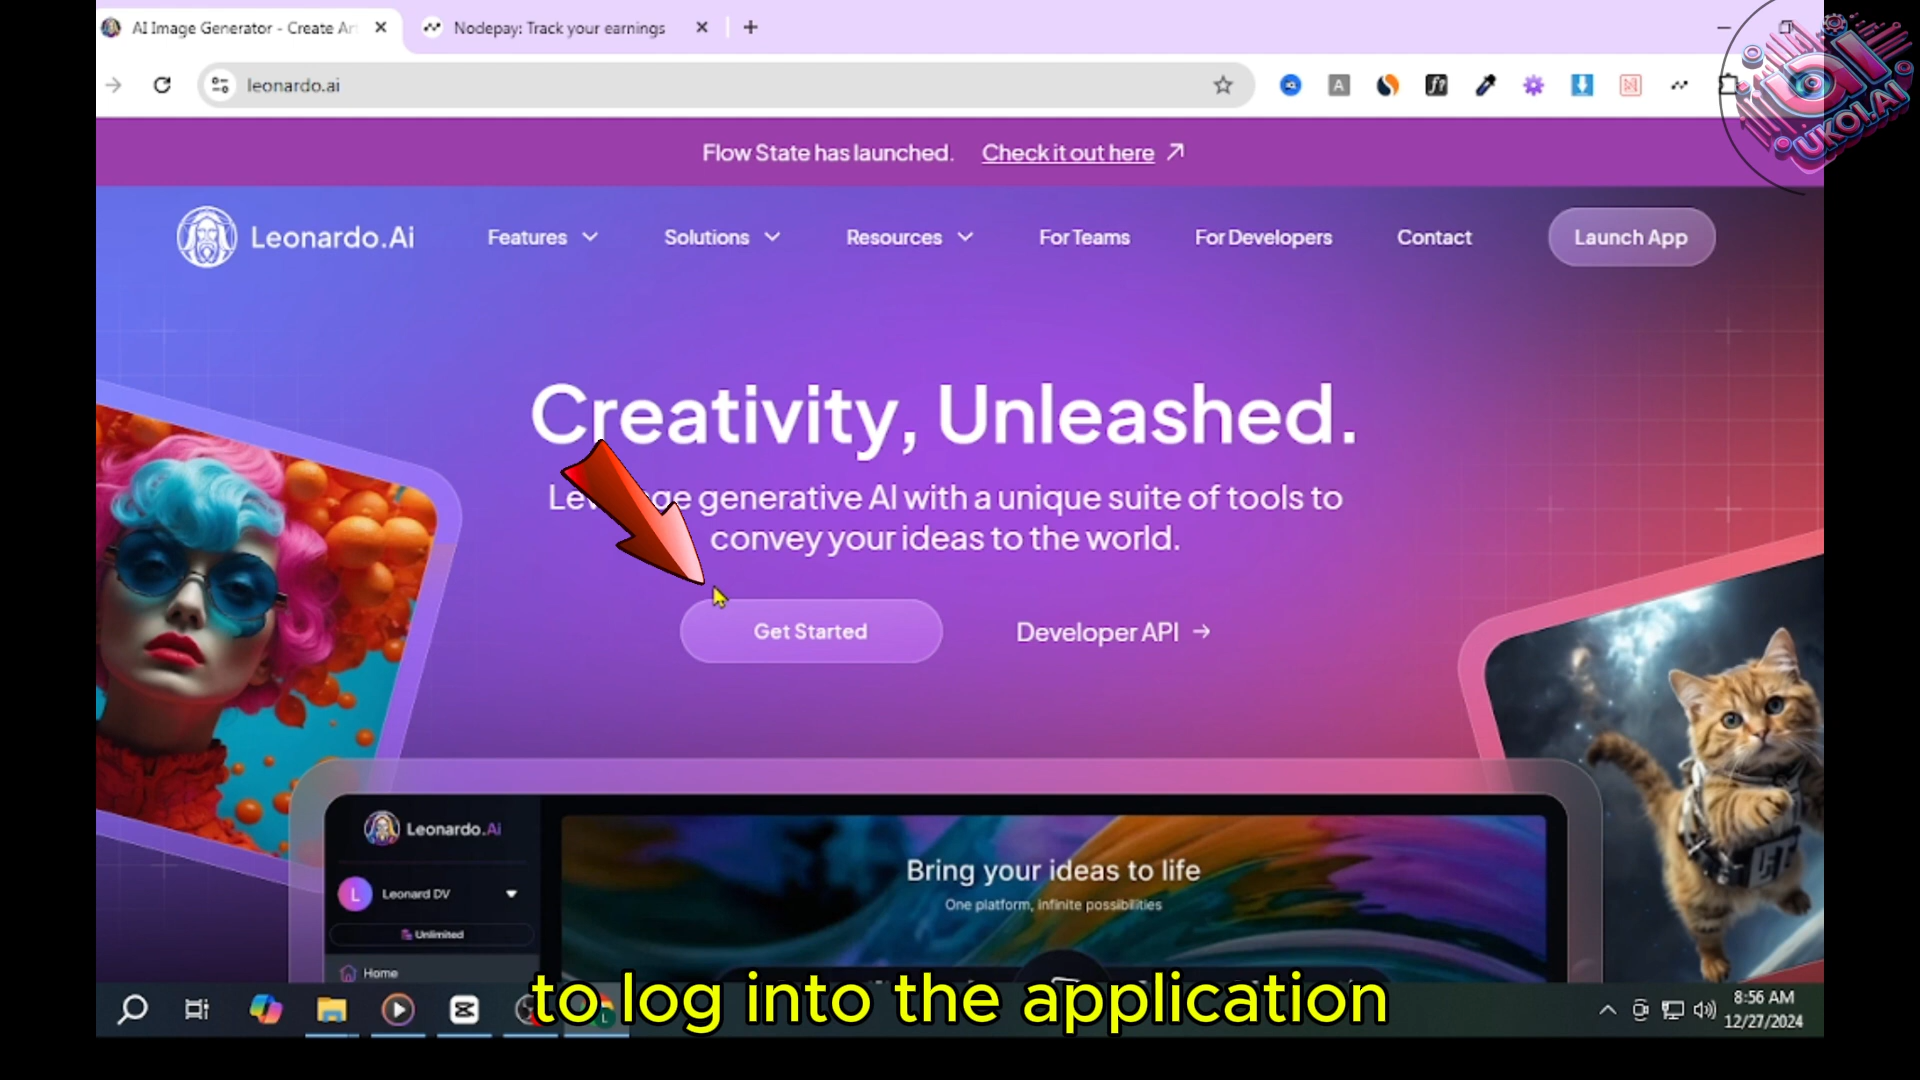 AI Image Generator - Create Ar
Nodepay: Track your earnings
leonardo.ai
A
f?
N
Ai
UKOI.AI
Flow State has launched. Check it out here
Leonardo.Ai
Features
Solutions
Resources
For Teams
For Developers
Contact
Launch App
Creativity, Unleashed.
generative AI with a unique suite of tools to
convey your ideas to the world.
Get Started
Developer API
Leonardo.Ai
L
Leonard DV
Unlimited
Home
Bring your ideas to life
One platform, infinite possibilities
to log into the application
8:56 AM
12/27/2024